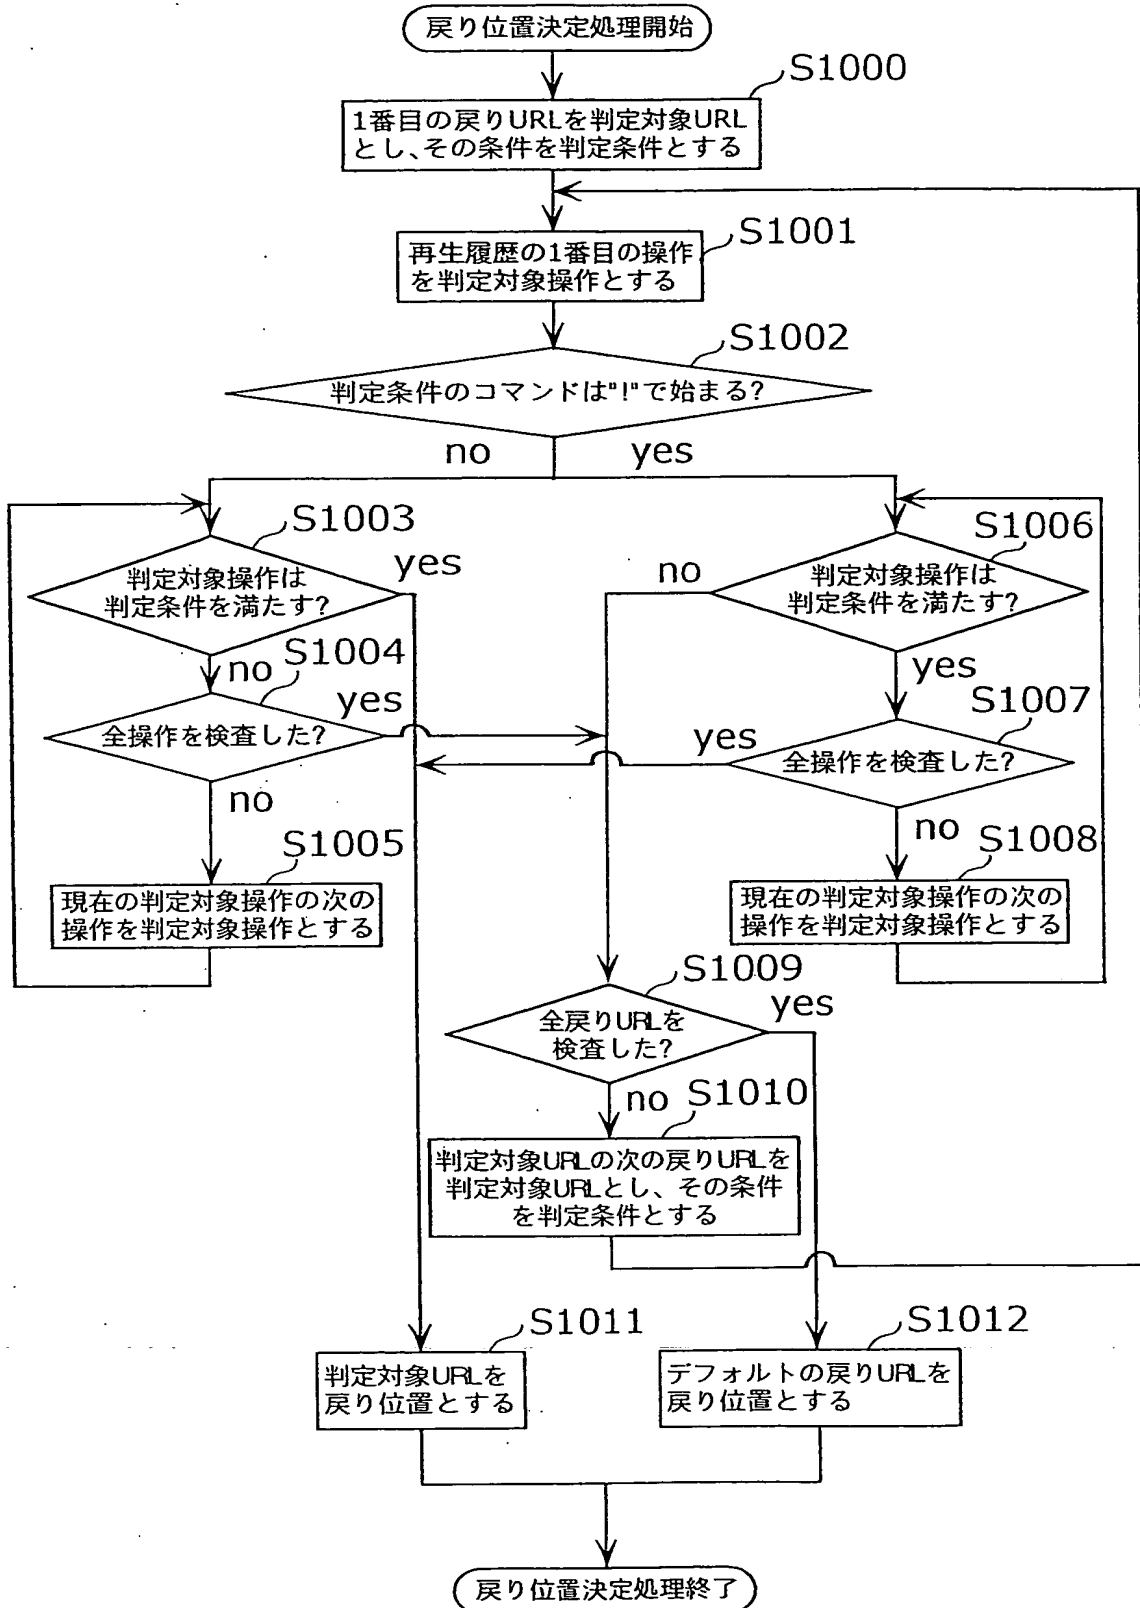 戻り位置決定処理開始
S1000
1番目の戻りURLを判定対象URL
とし、その条件を判定条件とする
S1001
再生履歴の1番目の操作
を判定対象操作とする
S1002
判定条件のコマンドは"!"で始まる?
no
yes
S1003
判定対象操作は
判定条件を満たす?
yes
no
S1004
全操作を検査した?
yes
no
S1005
現在の判定対象操作の次の
操作を判定対象操作とする
S1006
判定対象操作は
判定条件を満たす?
no
yes
S1007
全操作を検査した?
yes
no
S1008
現在の判定対象操作の次の
操作を判定対象操作とする
S1009
全戻りURLを
検査した?
yes
no
S1010
判定対象URLの次の戻りURLを
判定対象URLとし、その条件
を判定条件とする
S1011
判定対象URLを
戻り位置とする
S1012
デフォルトの戻りURLを
戻り位置とする
戻り位置決定処理終了